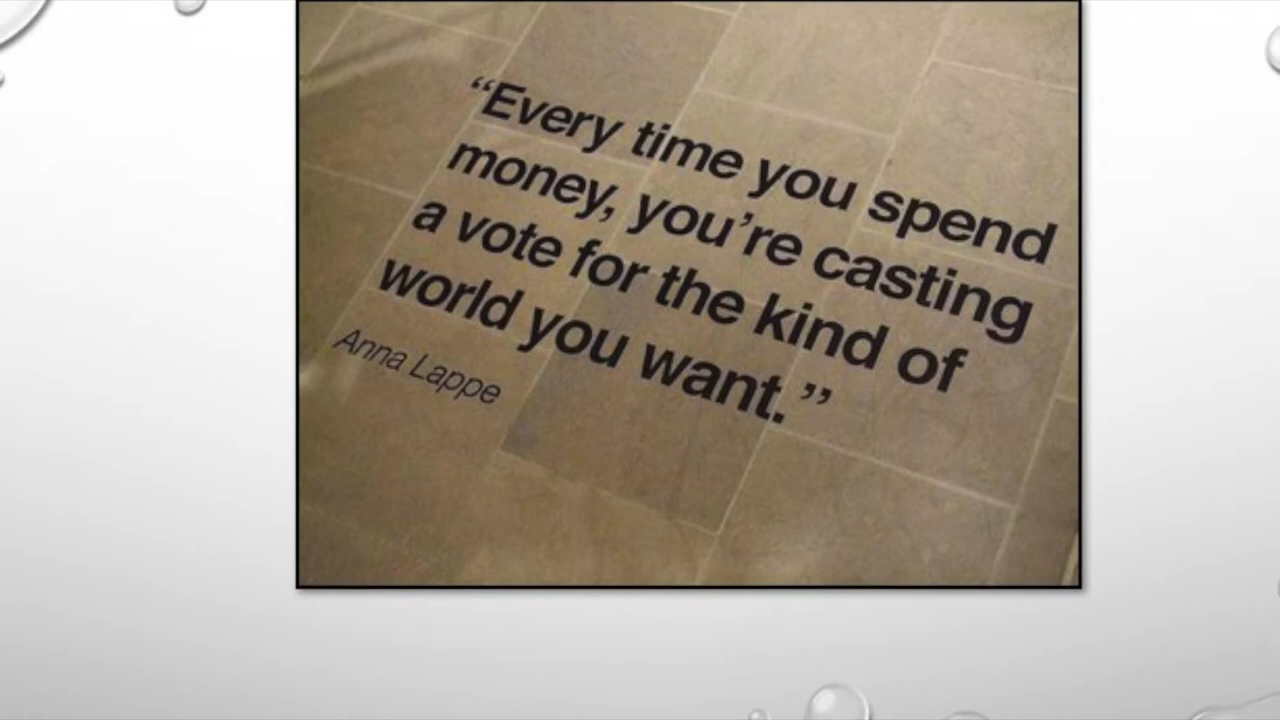 “Every time you spend
money, you’re casting
a vote for the kind of
world you want.”
Anna Lappe